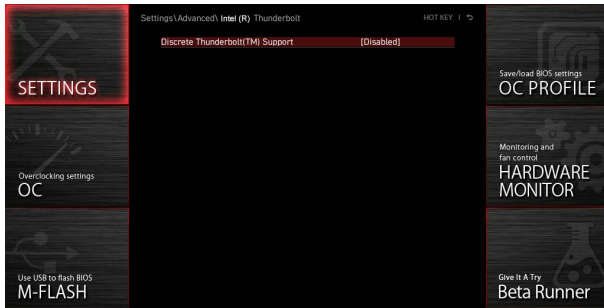 Settings\Advanced\ Intel (R) Thunderbolt
HOT KEY |
Discrete Thunderbolt(TM) Support [Disabled]
SETTINGS
Overclocking settings
OC
Use USB to flash BIOS
M-FLASH
Save/load BIOS settings
OC PROFILE
Monitoring and
fan control
HARDWARE
MONITOR
Give It A Try
Beta Runner